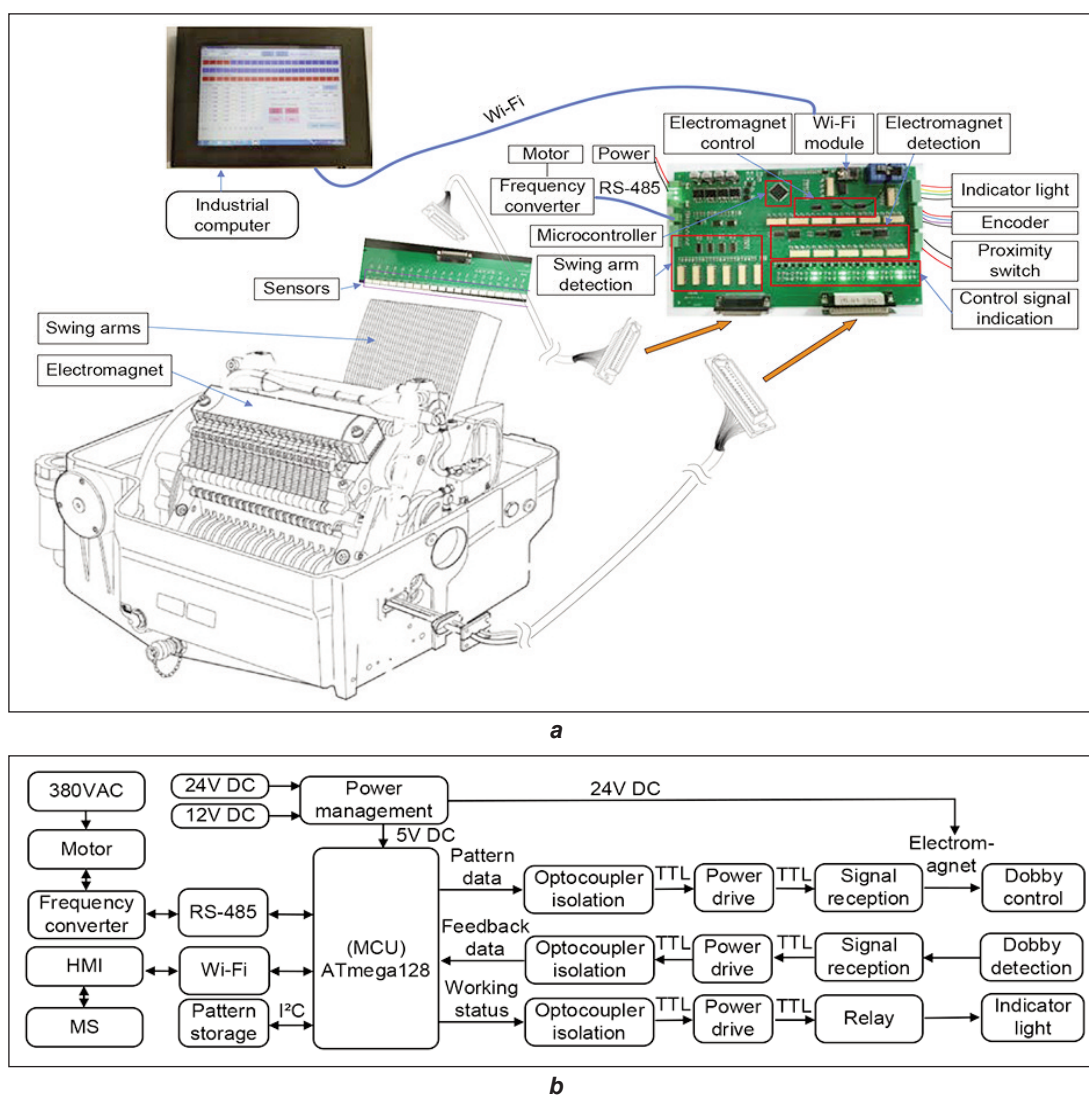 Wi-Fi
Electromagnet
control
Wi-Fi
module
Electromagnet
detection
Motor
Power
Frequency
converter
RS-485
Indicator light
Industrial
computer
Microcontroller
Encoder
Swing arm
detection
Proximity
switch
Sensors
Control signal
indication
Swing arms
Electromagnet
a
380VAC
24V DC
Power
management
24V DC
12V DC
5V DC
Motor
Electrom-
agnet
Pattern
data
Optocoupler
isolation
TTL
Power
drive
TTL
Signal
reception
Dobby
control
Frequency
converter
RS-485
(MCU)
ATmega128
Feedback
data
Optocoupler
isolation
TTL
Power
drive
TTL
Signal
reception
Dobby
detection
HMI
Wi-Fi
Working
status
Optocoupler
isolation
TTL
Power
drive
TTL
Relay
Indicator
light
MS
Pattern
storage
I²C
b